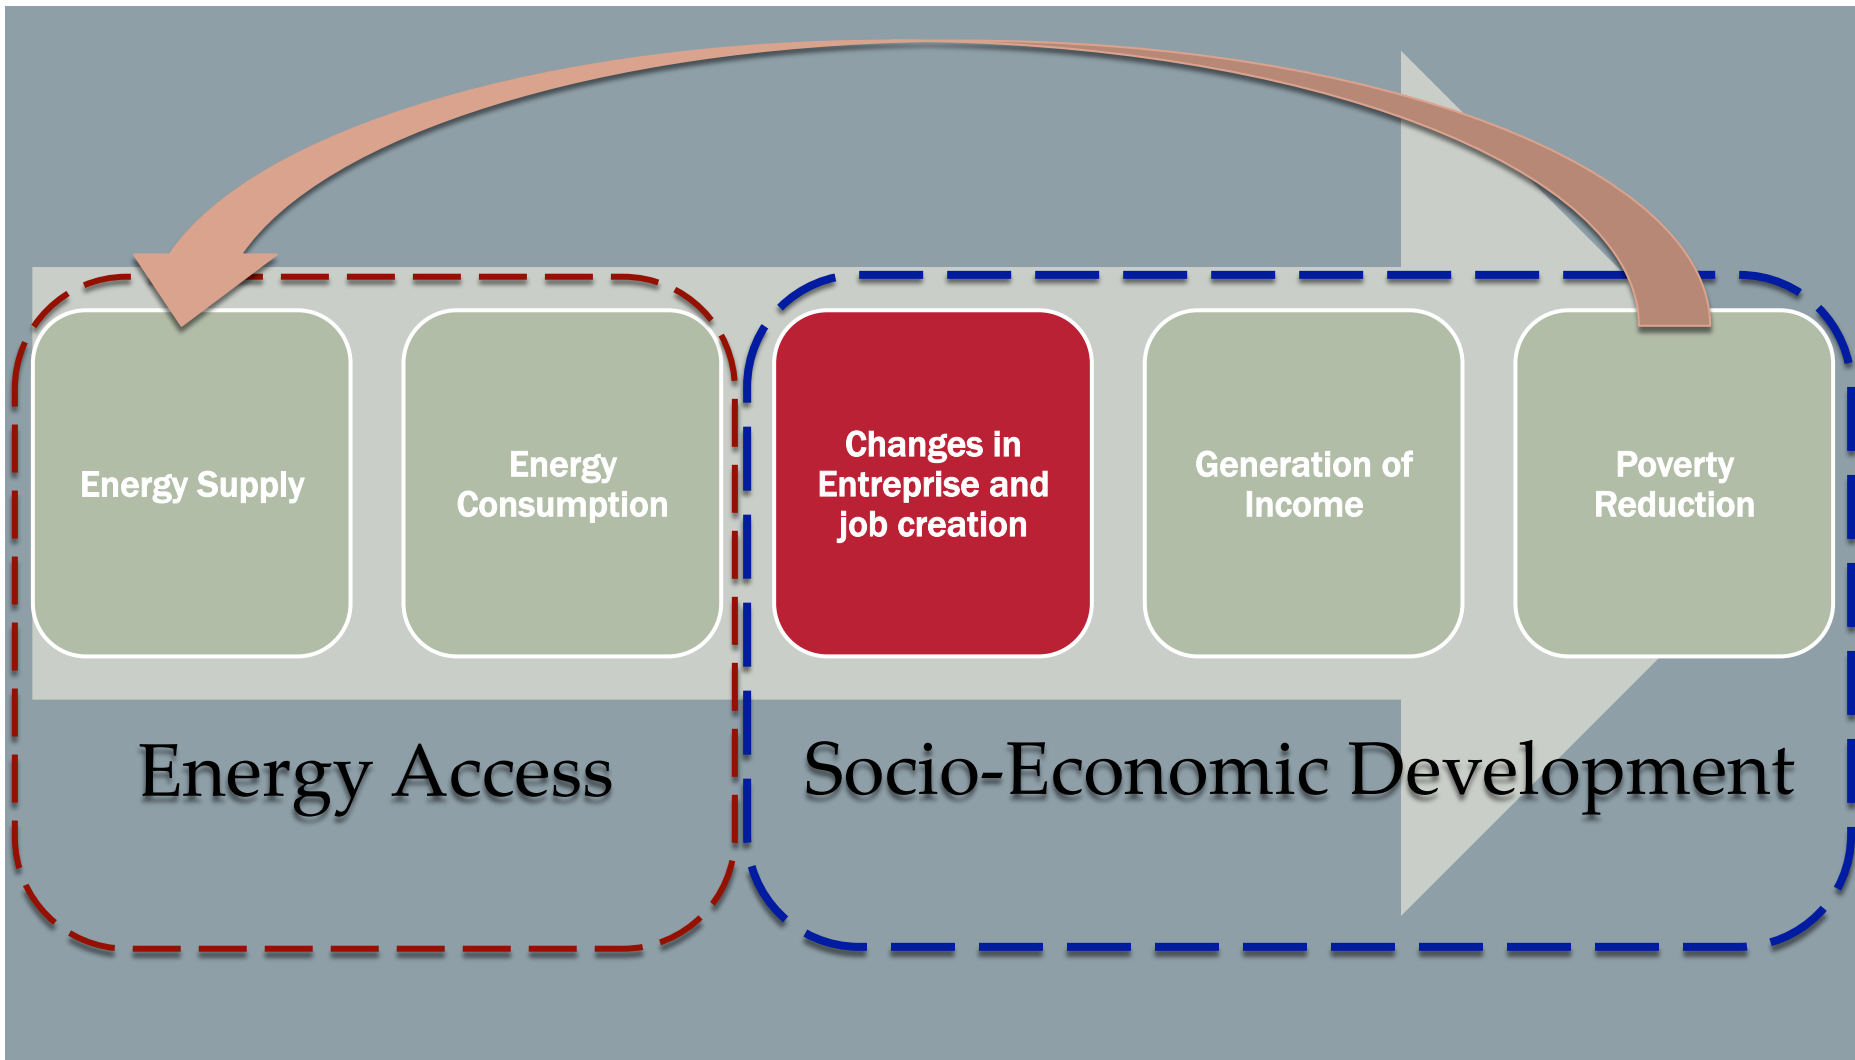 Energy Supply
Energy
Consumption
Changes in
Entreprise and
job creation
Generation of
Income
Poverty
Reduction
Energy Access
Socio-Economic Development